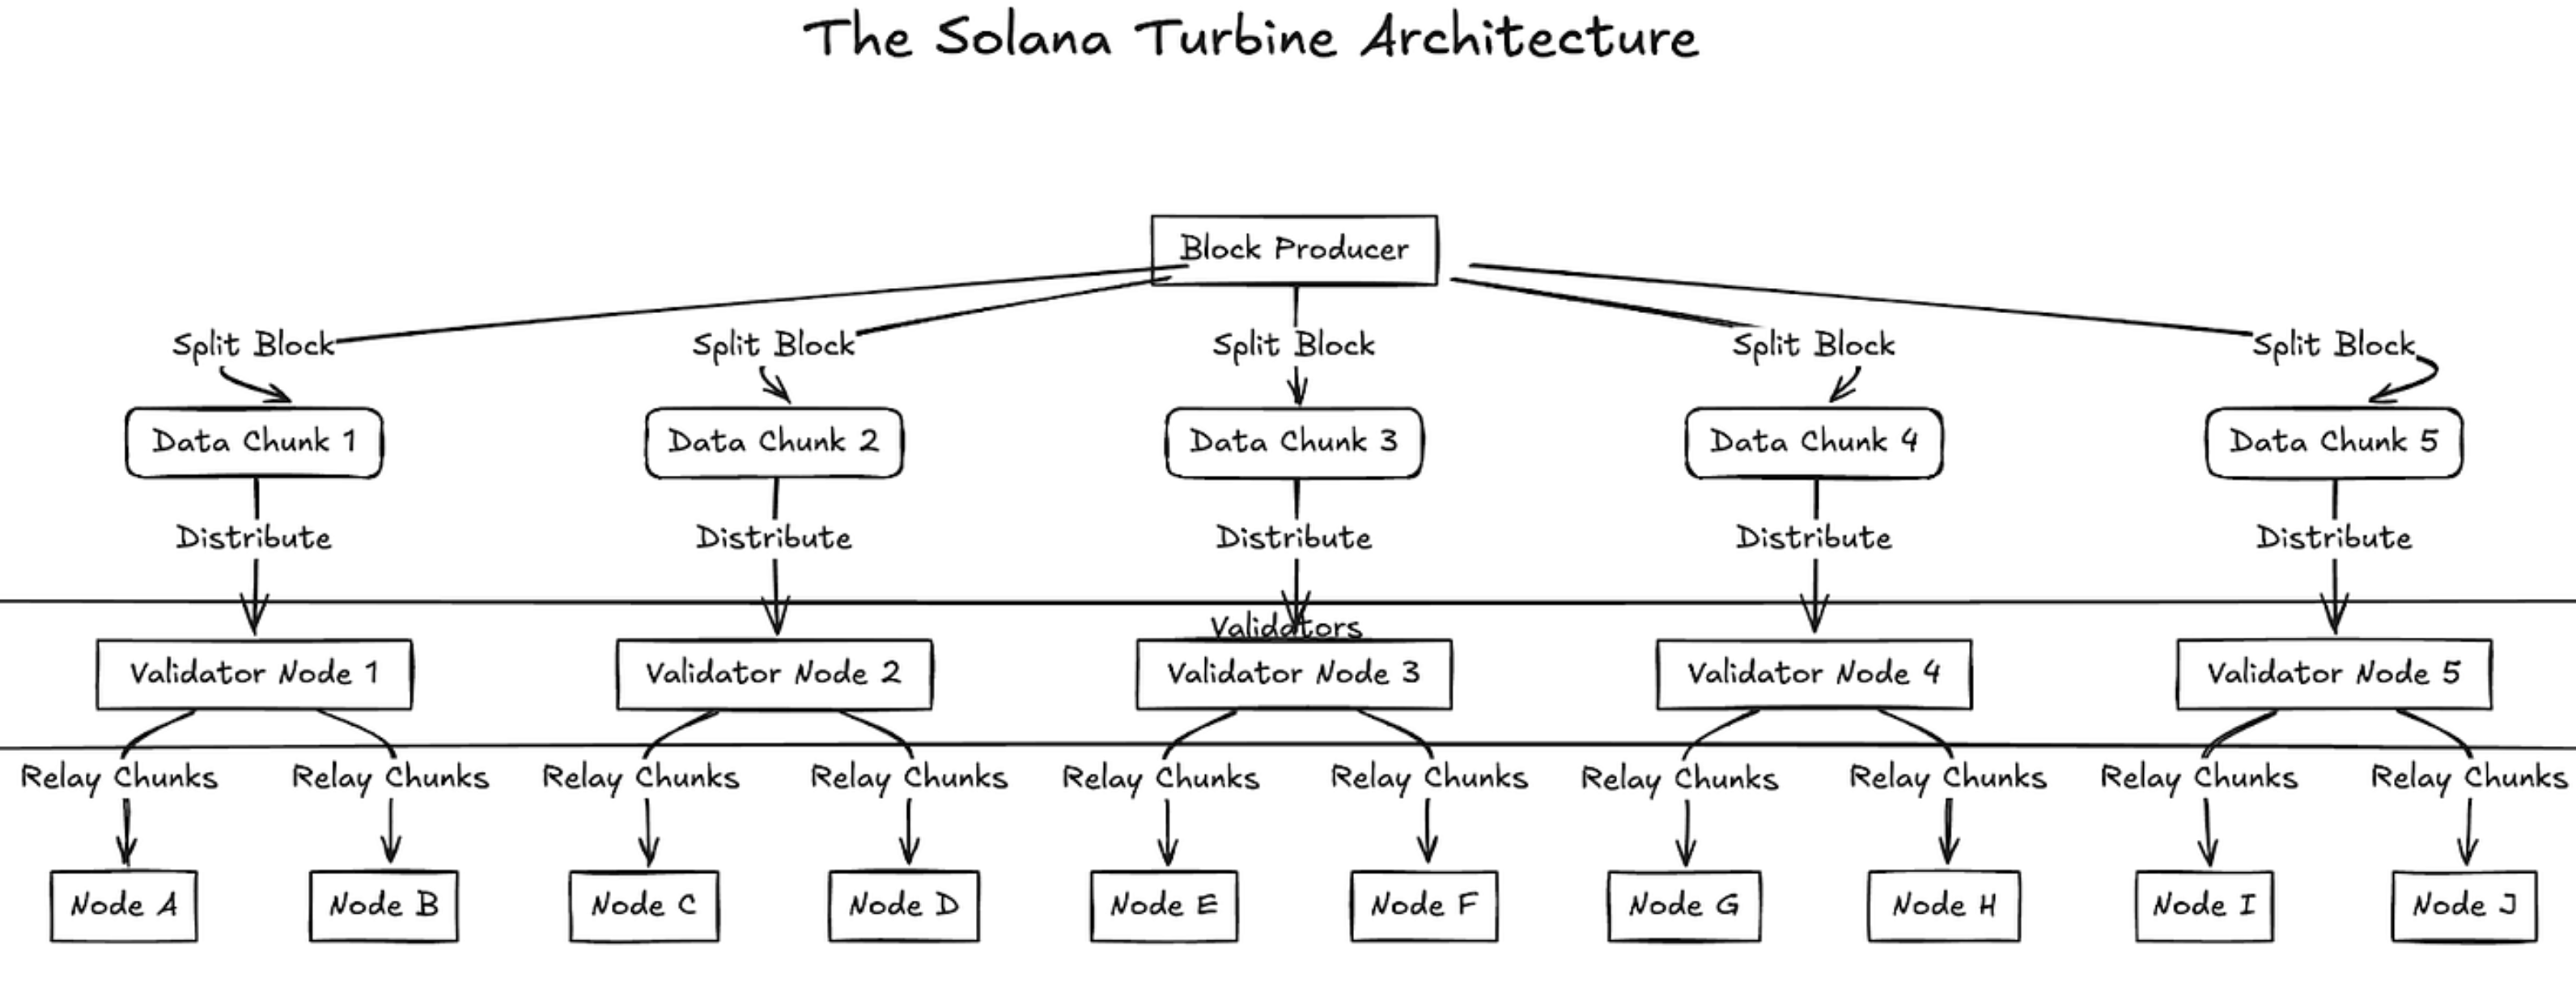 The Solana Turbine Architecture
Block Producer
Split Block
Split Block
Split Block
Split Block
Split Block
Data Chunk 1
Data Chunk 2
Data Chunk 3
Data Chunk 4
Data Chunk 5
Distribute
Distribute
Distribute
Distribute
Distribute
Validators
Validator Node 1
Validator Node 2
Validator Node 3
Validator Node 4
Validator Node 5
Relay Chunks
Relay Chunks
Relay Chunks
Relay Chunks
Relay Chunks
Relay Chunks
Relay Chunks
Relay Chunks
Relay Chunks
Relay Chunks
Node A
Node B
Node C
Node D
Node E
Node F
Node G
Node H
Node I
Node J